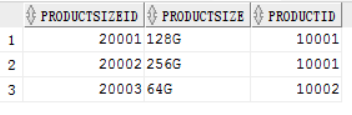 PRODUCTSIZEID PRODUCTSIZE PRODUCTID
1 20001 128G 10001
2 20002 256G 10001
3 20003 64G 10002